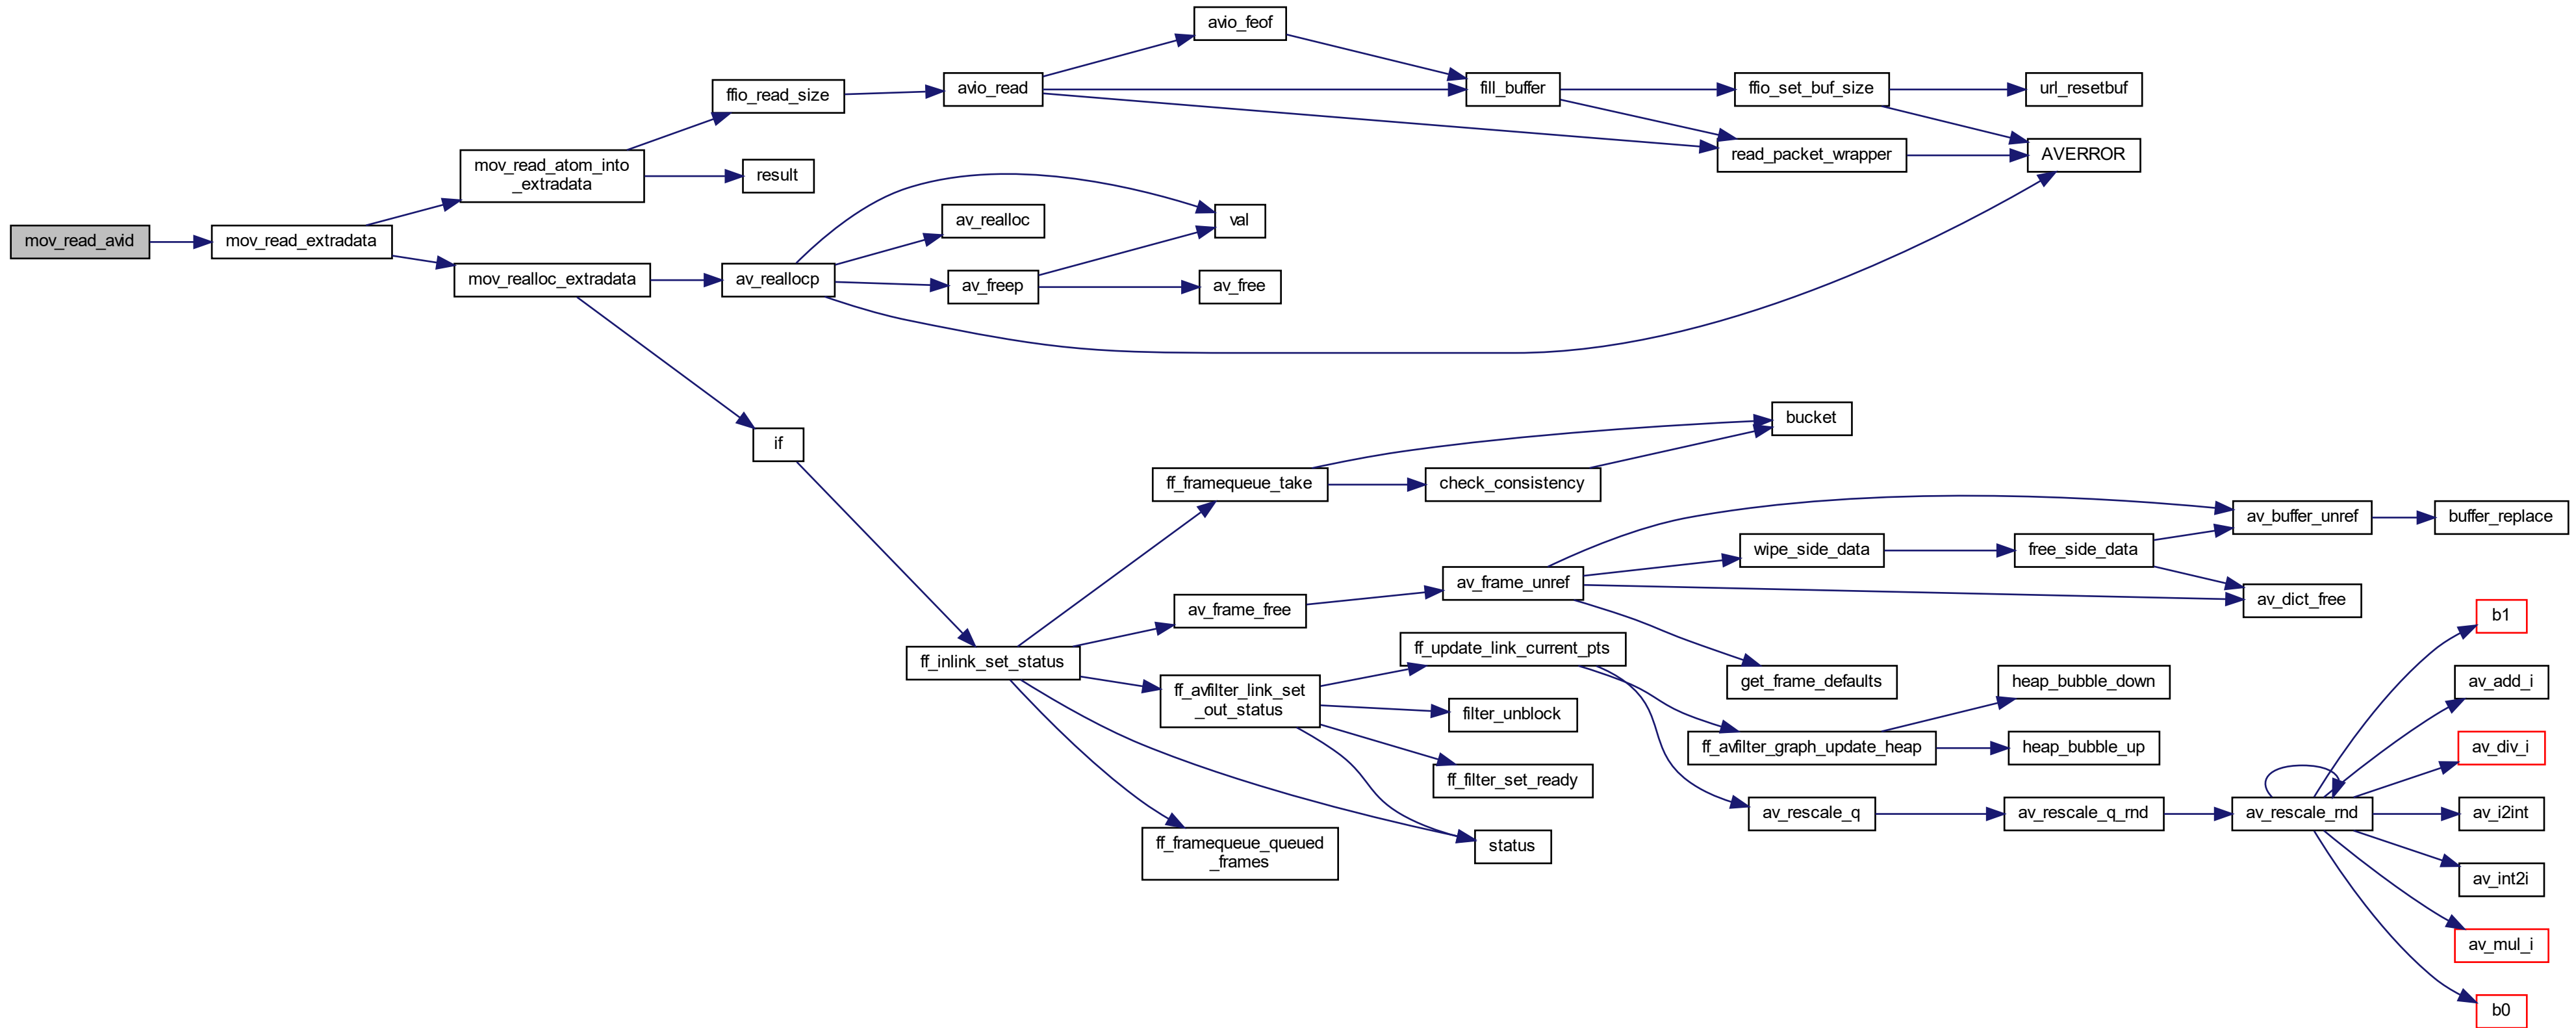 avio_feof
ffio_read_size
avio_read
fill_buffer
ffio_set_buf_size
url_resetbuf
mov_read_atom_into
_extradata
result
read_packet_wrapper
AVERROR
mov_read_avid
mov_read_extradata
av_realloc
val
mov_realloc_extradata
av_reallocp
av_freep
av_free
if
bucket
ff_framequeue_take
check_consistency
av_buffer_unref
buffer_replace
wipe_side_data
free_side_data
av_frame_unref
av_frame_free
av_dict_free
b1
ff_inlink_set_status
ff_update_link_current_pts
get_frame_defaults
heap_bubble_down
av_add_i
ff_avfilter_link_set
_out_status
filter_unblock
ff_avfilter_graph_update_heap
heap_bubble_up
av_div_i
ff_filter_set_ready
av_rescale_q
av_rescale_q_rnd
av_rescale_rnd
av_i2int
ff_framequeue_queued
_frames
status
av_int2i
av_mul_i
b0